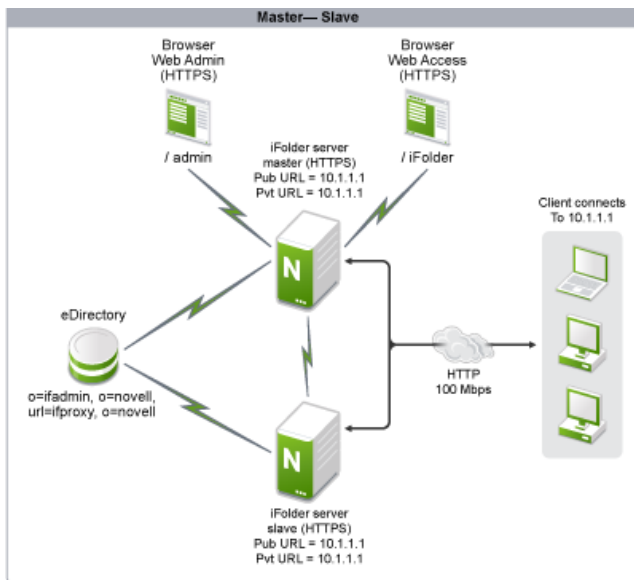 Master— Slave
Browser
Web Admin
(HTTPS)
Browser
Web Access
(HTTPS)
/ admin
/ iFolder
iFolder server
master (HTTPS)
Pub URL = 10.1.1.1
Pvt URL = 10.1.1.1
Client connects
To 10.1.1.1
N
eDirectory
o=ifadmin, o=novell,
url=ifproxy, o=novell
HTTP
100 Mbps
N
iFolder server
slave (HTTPS)
Pub URL = 10.1.1.1
Pvt URL = 10.1.1.1